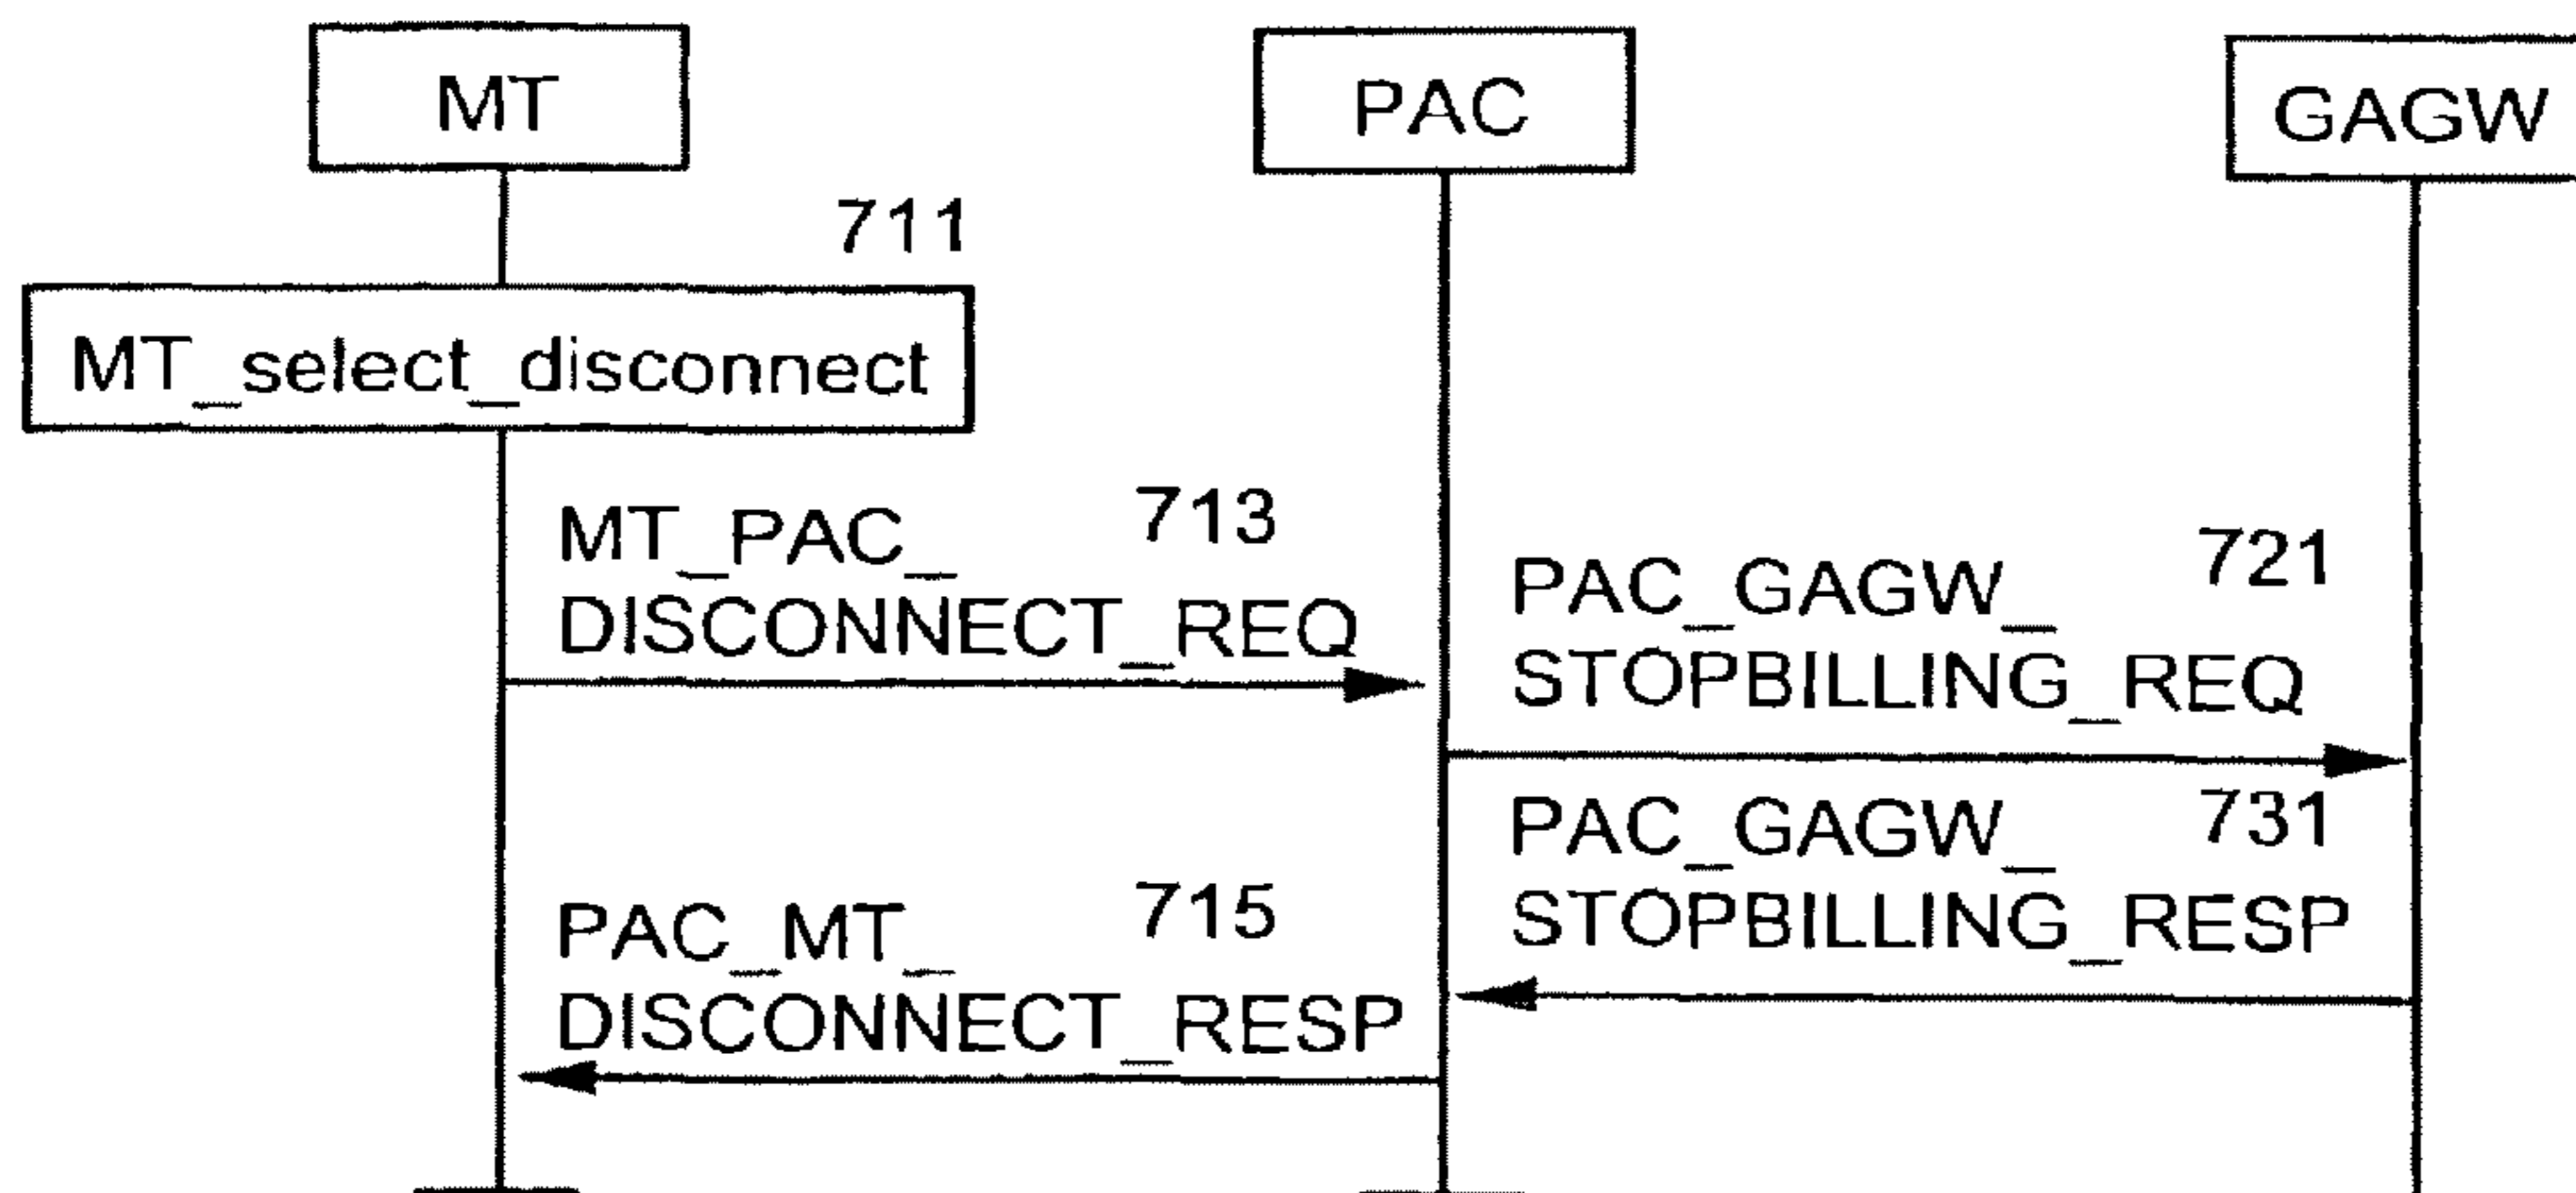 MT
PAC
GAGW
711
MT_select_disconnect
MT_PAC_ 713
DISCONNECT_REQ
PAC_GAGW_ 721
STOPBILLING_REQ
PAC_GAGW_ 731
STOPBILLING_RESP
PAC_MT_ 715
DISCONNECT_RESP